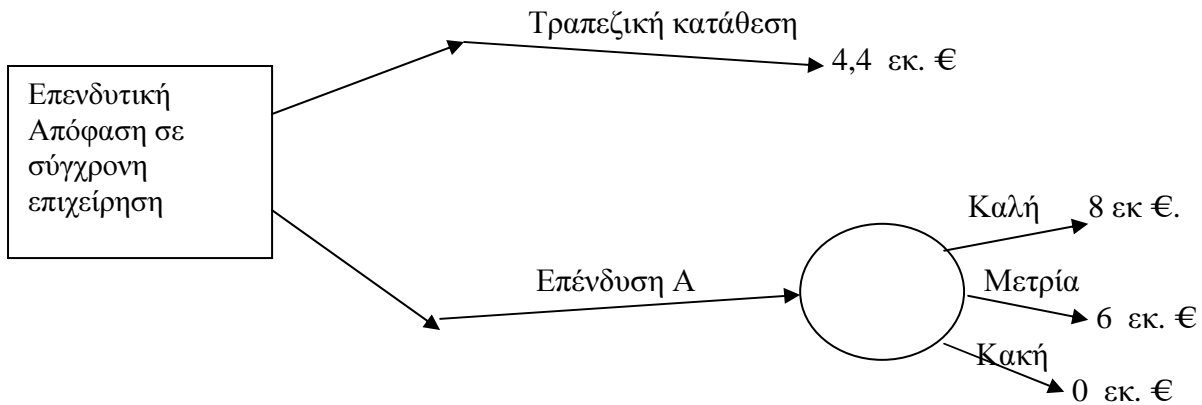 Τραπεζική κατάθεση
4,4 εκ. €
Επενδυτική
Απόφαση σε
σύγχρονη
επιχείρηση
Καλή
8 εκ €.
Επένδυση Α
Μετρία
6 εκ. €
Κακή
0 εκ. €